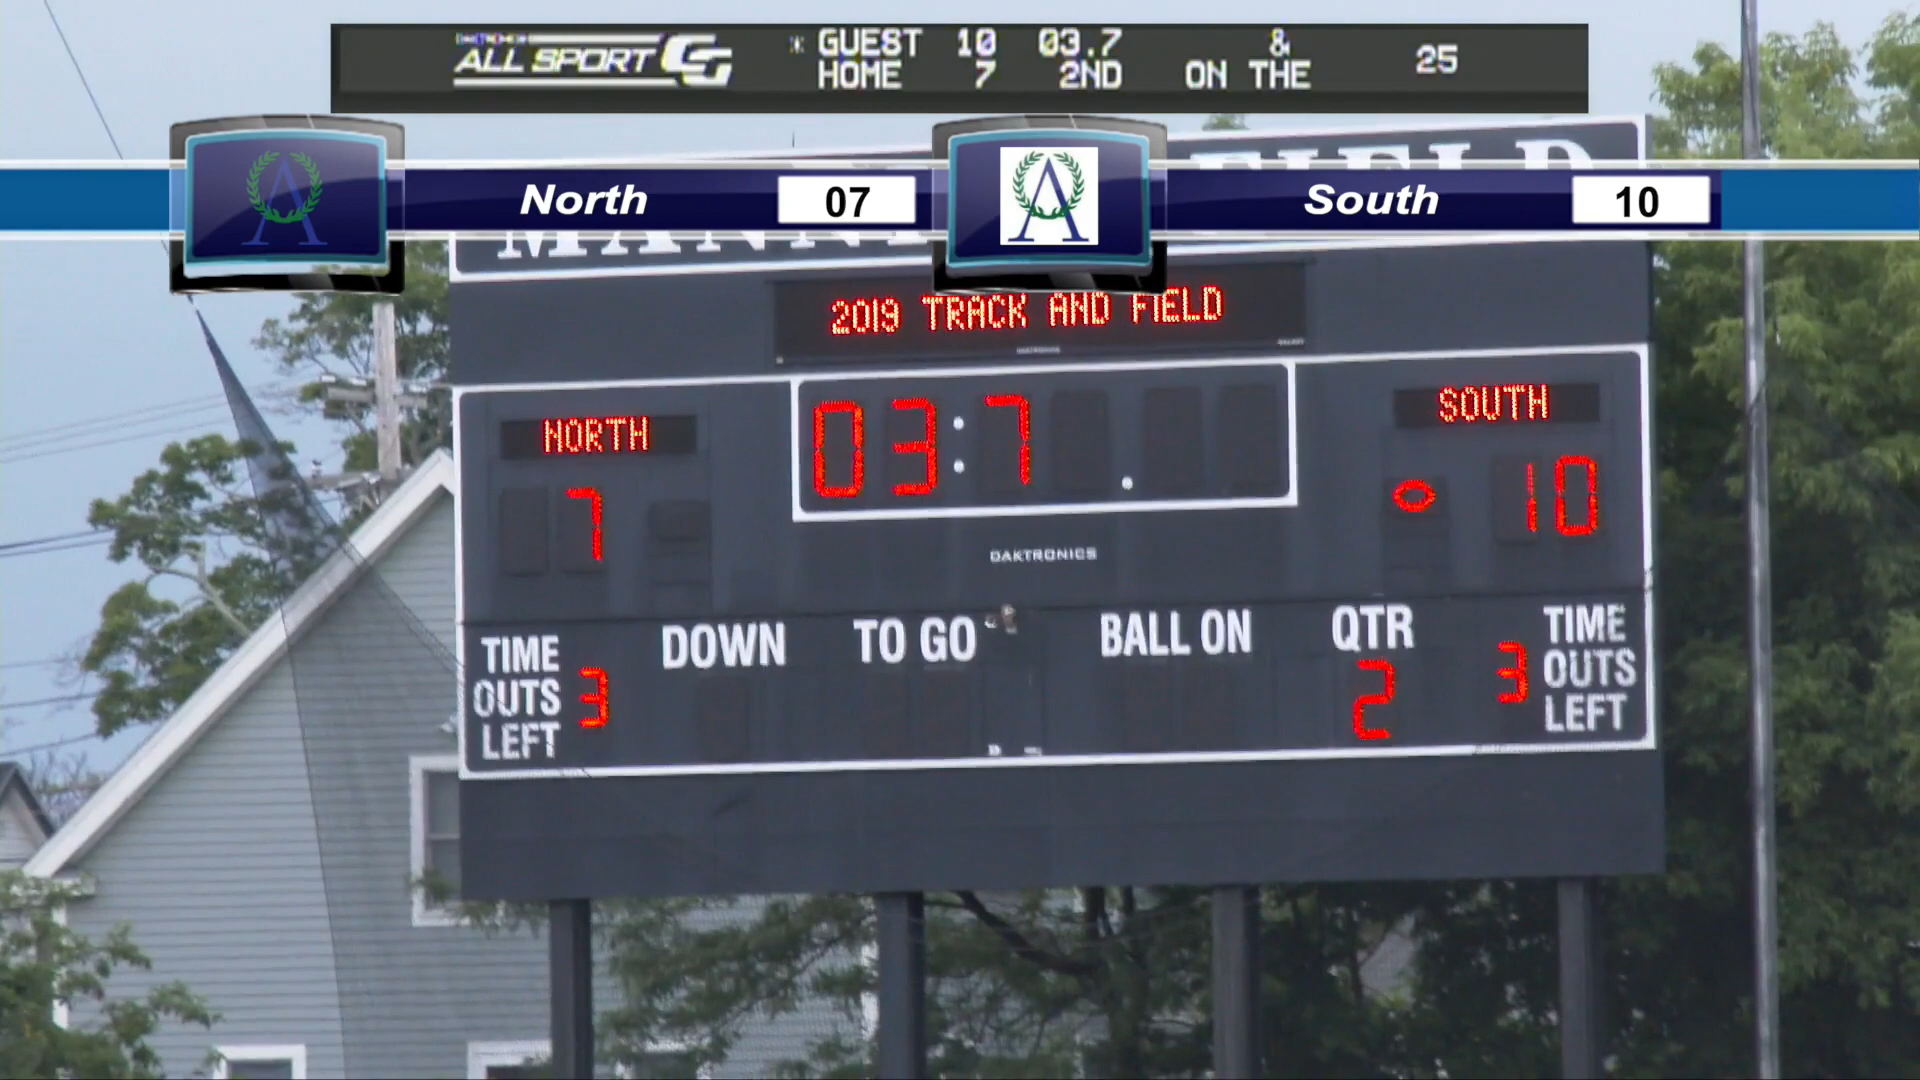 ALL SPORT CG
* GUEST 10 03.7 &
HOME 7 2ND ON THE 25
North 07 South 10
FIELD
2019 TRACK AND FIELD
03:7 .
NORTH SOUTH
7 0 10
DAKTRONICS
DOWN TO GO BALL ON QTR
TIME OUTS LEFT 3 2 3 TIME OUTS LEFT